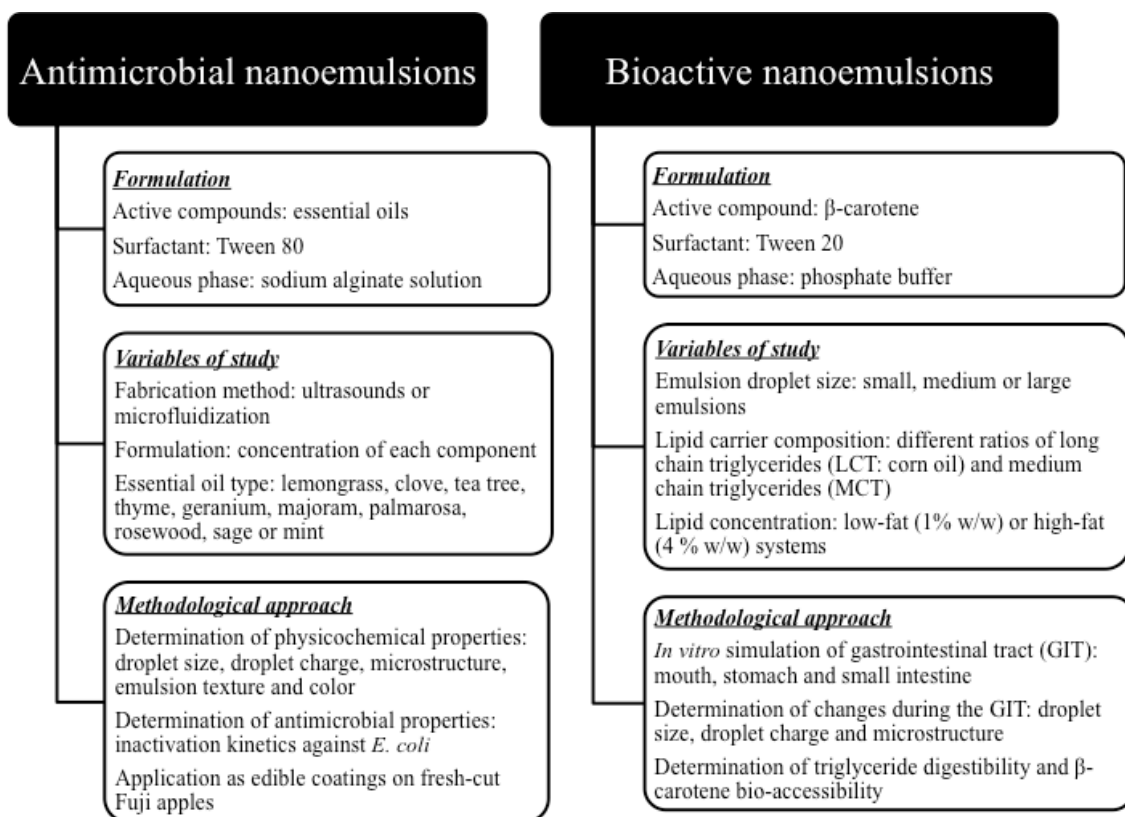 Antimicrobial nanoemulsions
Formulation
Active compounds: essential oils
Surfactant: Tween 80
Aqueous phase: sodium alginate solution
Variables of study
Fabrication method: ultrasounds or
microfluidization
Formulation: concentration of each component
Essential oil type: lemongrass, clove, tea tree,
thyme, geranium, majoram, palmarosa,
rosewood, sage or mint
Methodological approach
Determination of physicochemical properties:
droplet size, droplet charge, microstructure,
emulsion texture and color
Determination of antimicrobial properties:
inactivation kinetics against E. coli
Application as edible coatings on fresh-cut
Fuji apples
Bioactive nanoemulsions
Formulation
Active compound: β-carotene
Surfactant: Tween 20
Aqueous phase: phosphate buffer
Variables of study
Emulsion droplet size: small, medium or large
emulsions
Lipid carrier composition: different ratios of long
chain triglycerides (LCT: corn oil) and medium
chain triglycerides (MCT)
Lipid concentration: low-fat (1% w/w) or high-fat
(4 % w/w) systems
Methodological approach
In vitro simulation of gastrointestinal tract (GIT):
mouth, stomach and small intestine
Determination of changes during the GIT: droplet
size, droplet charge and microstructure
Determination of triglyceride digestibility and β-
carotene bio-accessibility